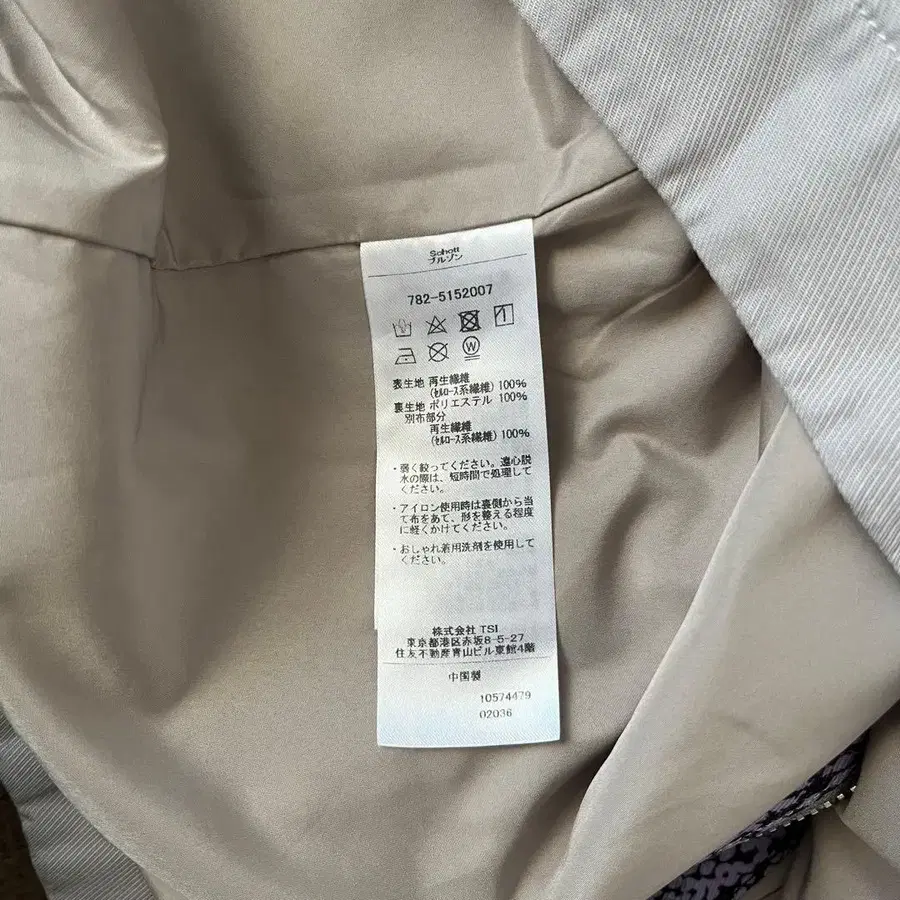 Schott
ブルゾン
782-5152007
W
表生地 再生繊維
(ｾﾙﾛｰｽ系繊維) 100%
裏生地 ポリエステル 100%
別布部分
再生繊維
(ｾﾙﾛｰｽ系繊維) 100%
・弱く絞ってください。遠心脱
水の際は、短時間で処理して
ください。
・アイロン使用時は裏側から当
て布をあて、形を整える程度
に軽くかけてください。
・おしゃれ着用洗剤を使用して
ください。
株式会社 TSI
東京都港区赤坂8-5-27
住友不動産青山ビル東館4階
中国製
10574479
02036